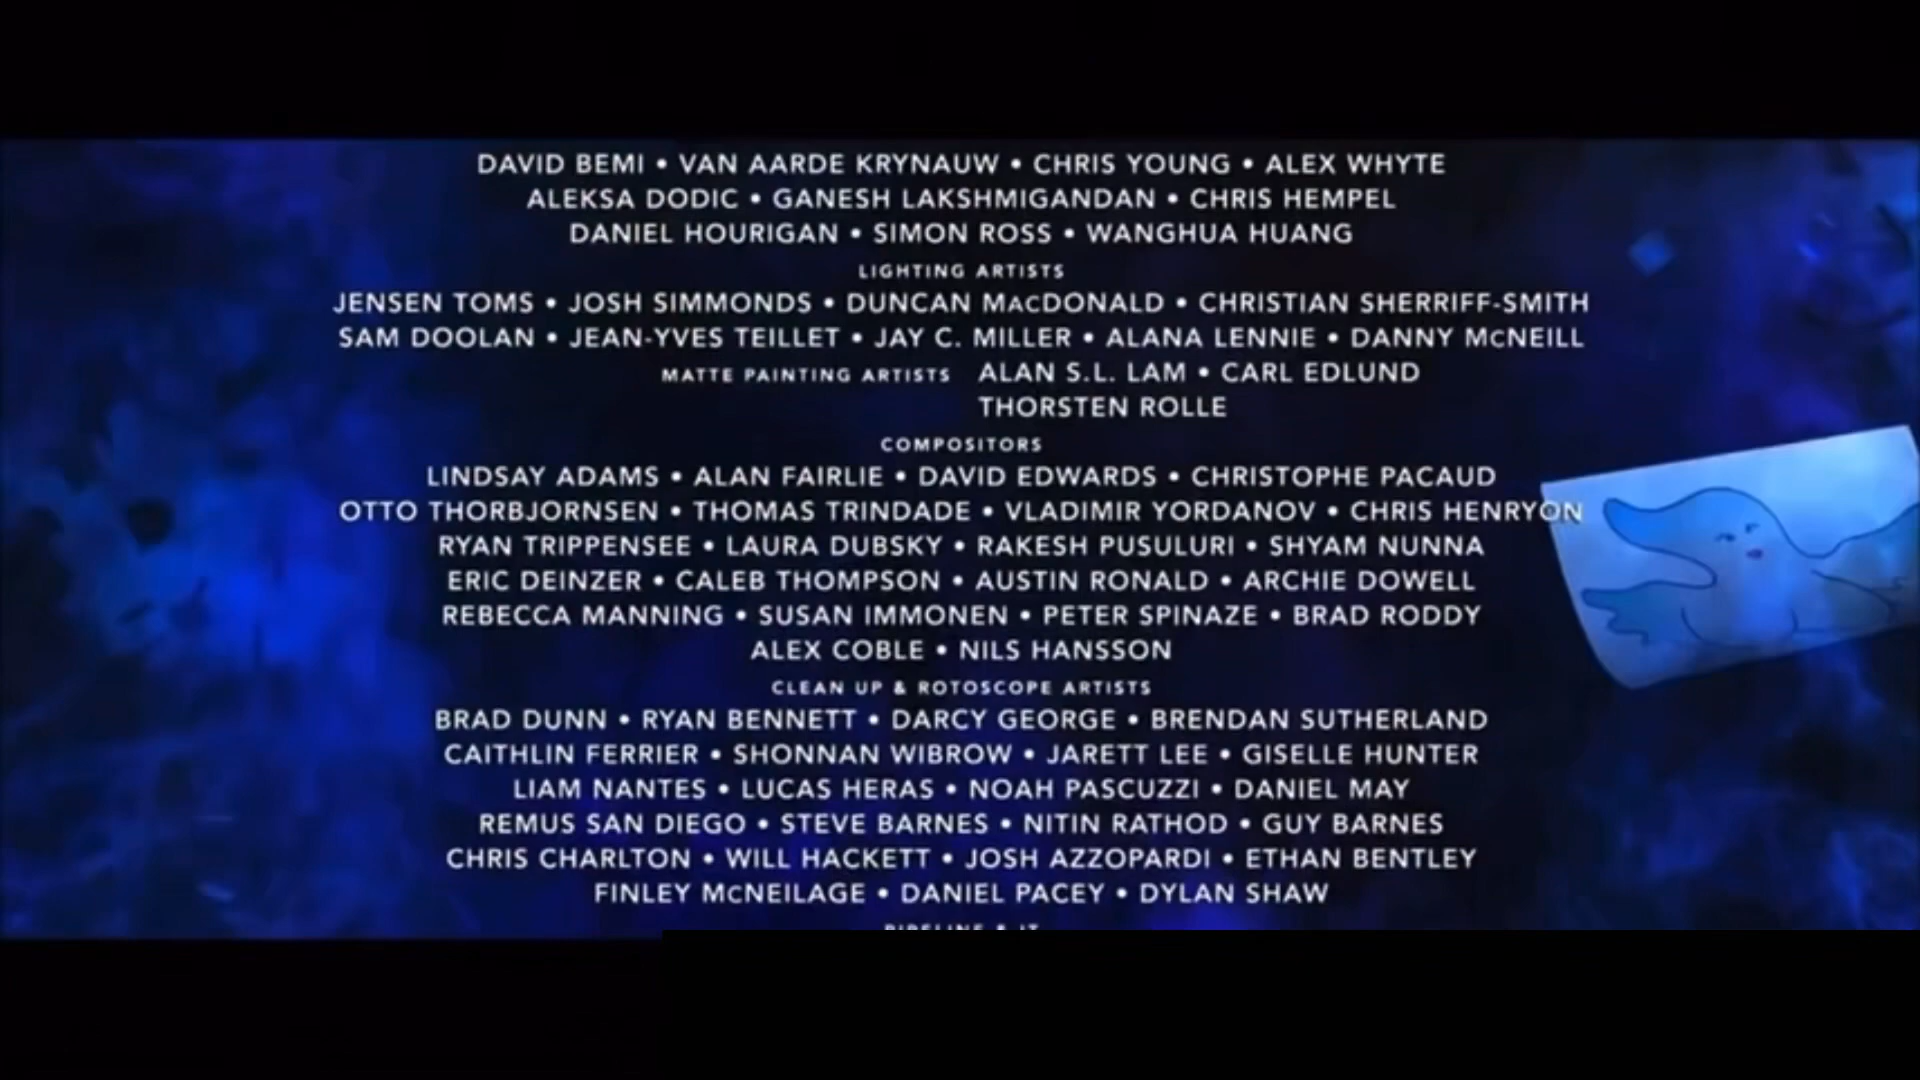 DAVID BEMI • VAN AARDE KRYNAUW • CHRIS YOUNG • ALEX WHYTE
ALEKSA DODIC • GANESH LAKSHMIGANDAN • CHRIS HEMPEL
DANIEL HOURIGAN • SIMON ROSS • WANGHUA HUANG
LIGHTING ARTISTS
JENSEN TOMS • JOSH SIMMONDS • DUNCAN MACDONALD • CHRISTIAN SHERRIFF-SMITH
SAM DOOLAN • JEAN-YVES TEILLET • JAY C. MILLER • ALANA LENNIE • DANNY MCNEILL
MATTE PAINTING ARTISTS ALAN S.L. LAM • CARL EDLUND
THORSTEN ROLLE
COMPOSITORS
LINDSAY ADAMS • ALAN FAIRLIE • DAVID EDWARDS • CHRISTOPHE PACAUD
OTTO THORBJORNSEN • THOMAS TRINDADE • VLADIMIR YORDANOV • CHRIS HENRYON
RYAN TRIPPENSEE • LAURA DUBSKY • RAKESH PUSULURI • SHYAM NUNNA
ERIC DEINZER • CALEB THOMPSON • AUSTIN RONALD • ARCHIE DOWELL
REBECCA MANNING • SUSAN IMMONEN • PETER SPINAZE • BRAD RODDY
ALEX COBLE • NILS HANSSON
CLEAN UP & ROTOSCOPE ARTISTS
BRAD DUNN • RYAN BENNETT • DARCY GEORGE • BRENDAN SUTHERLAND
CAITHLIN FERRIER • SHONNAN WIBROW • JARETT LEE • GISELLE HUNTER
LIAM NANTES • LUCAS HERAS • NOAH PASCUZZI • DANIEL MAY
REMUS SAN DIEGO • STEVE BARNES • NITIN RATHOD • GUY BARNES
CHRIS CHARLTON • WILL HACKETT • JOSH AZZOPARDI • ETHAN BENTLEY
FINLEY MCNEILAGE • DANIEL PACEY • DYLAN SHAW
PIPELINE & IT